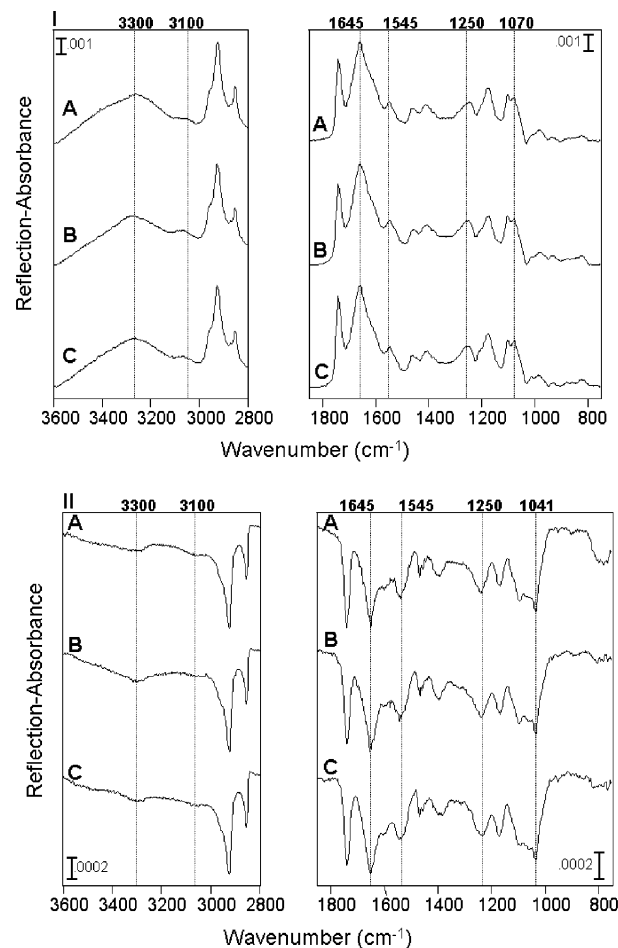 I
3300 3100 1645 1545 1250 1070
.001 .001
A A
B B
C C
3600 3400 3200 3000 2800 1800 1600 1400 1200 1000 800
Reflection-Absorbance
Wavenumber (cm-1)
II
3300 3100 1645 1545 1250 1041
A A
B B
C C
.0002 .0002
3600 3400 3200 3000 2800 1800 1600 1400 1200 1000 800
Reflection-Absorbance
Wavenumber (cm-1)